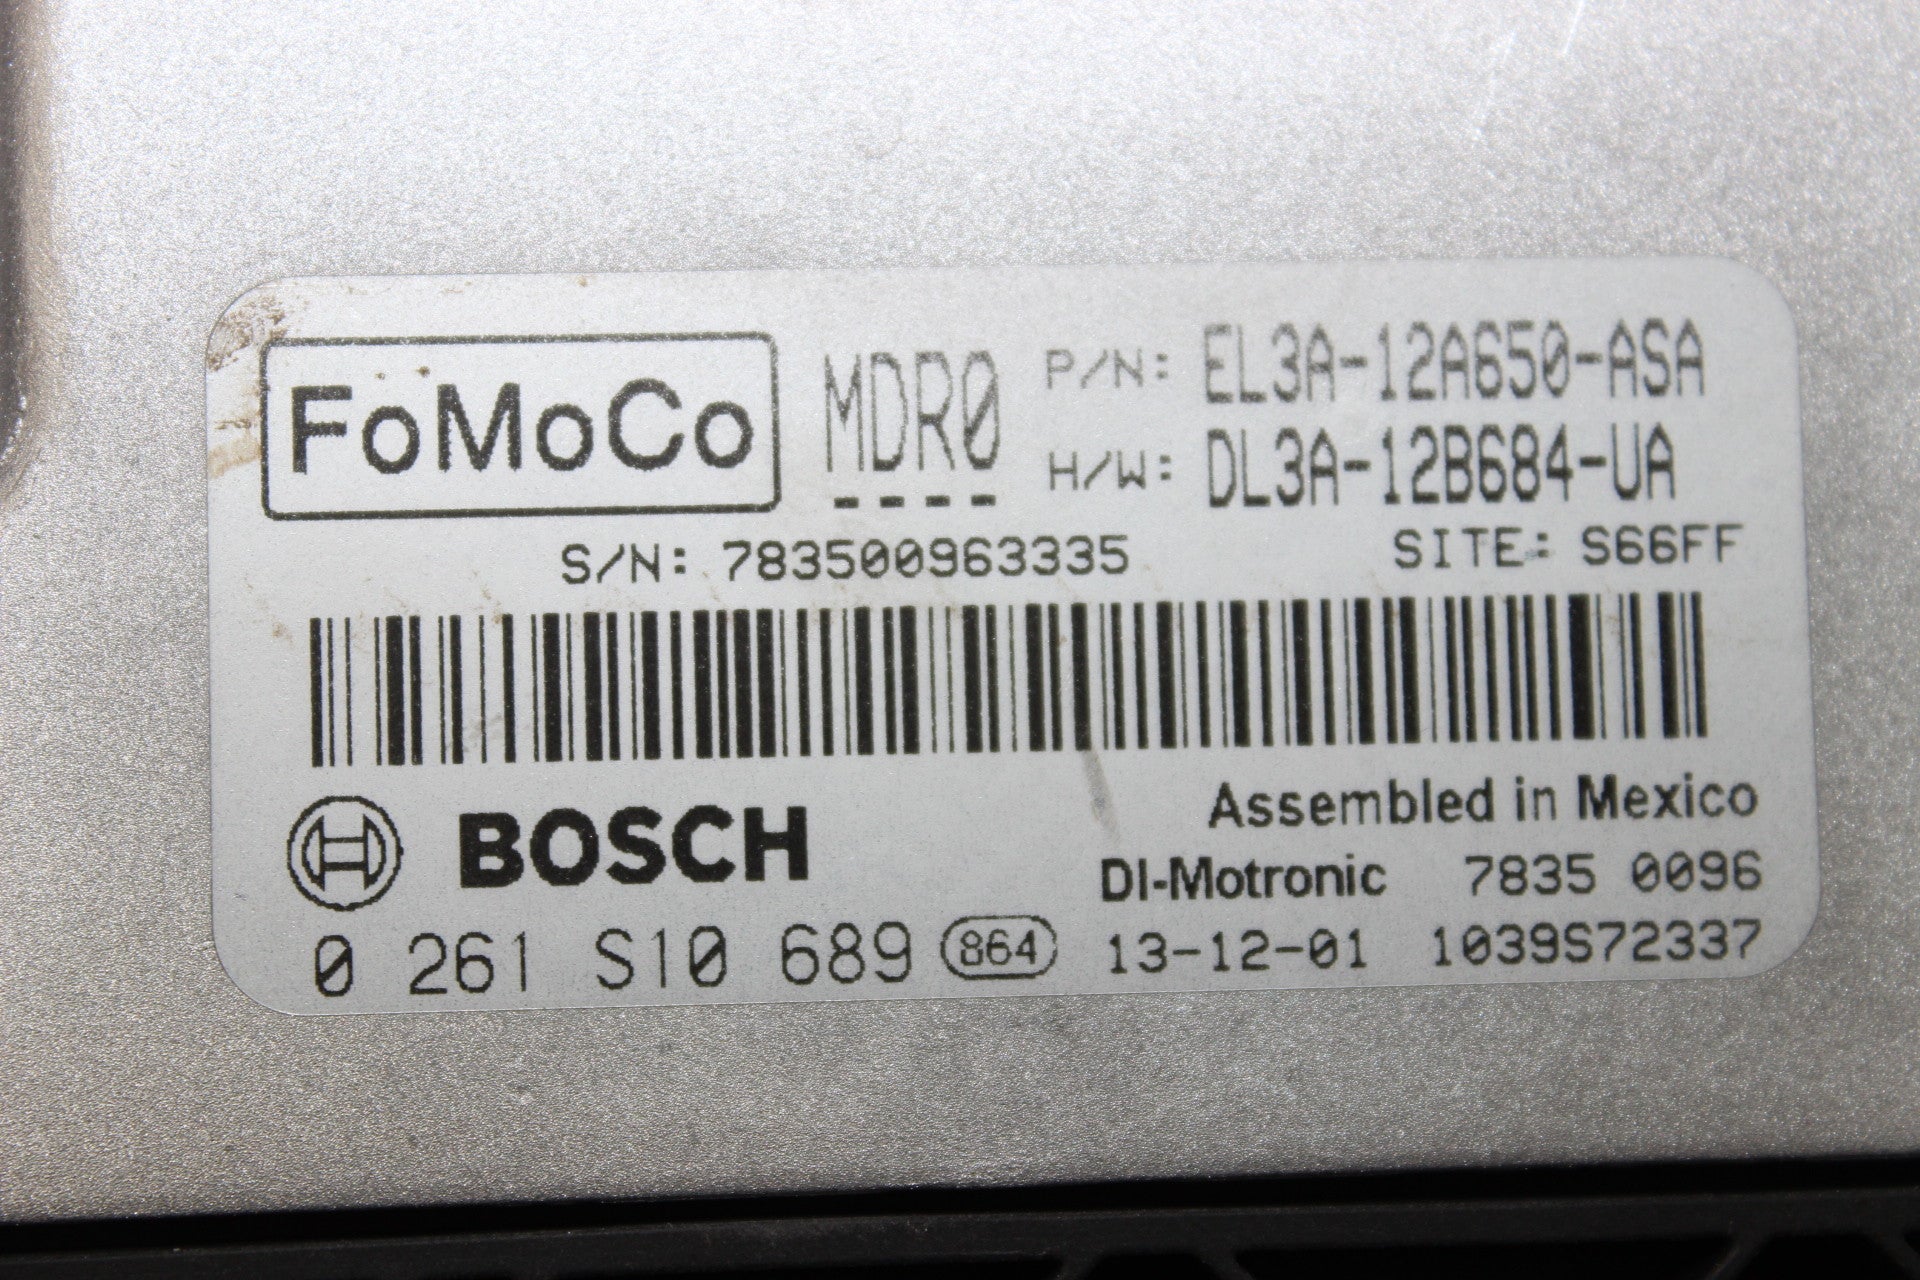 FoMoCo MDR0 P/N: EL3A-12A650-ASA
H/W: DL3A-12B684-UA
S/N: 783500963335 SITE: S66FF
BOSCH Assembled in Mexico
DI-Motronic 7835 0096
0 261 S10 689 864 13-12-01 1039S72337